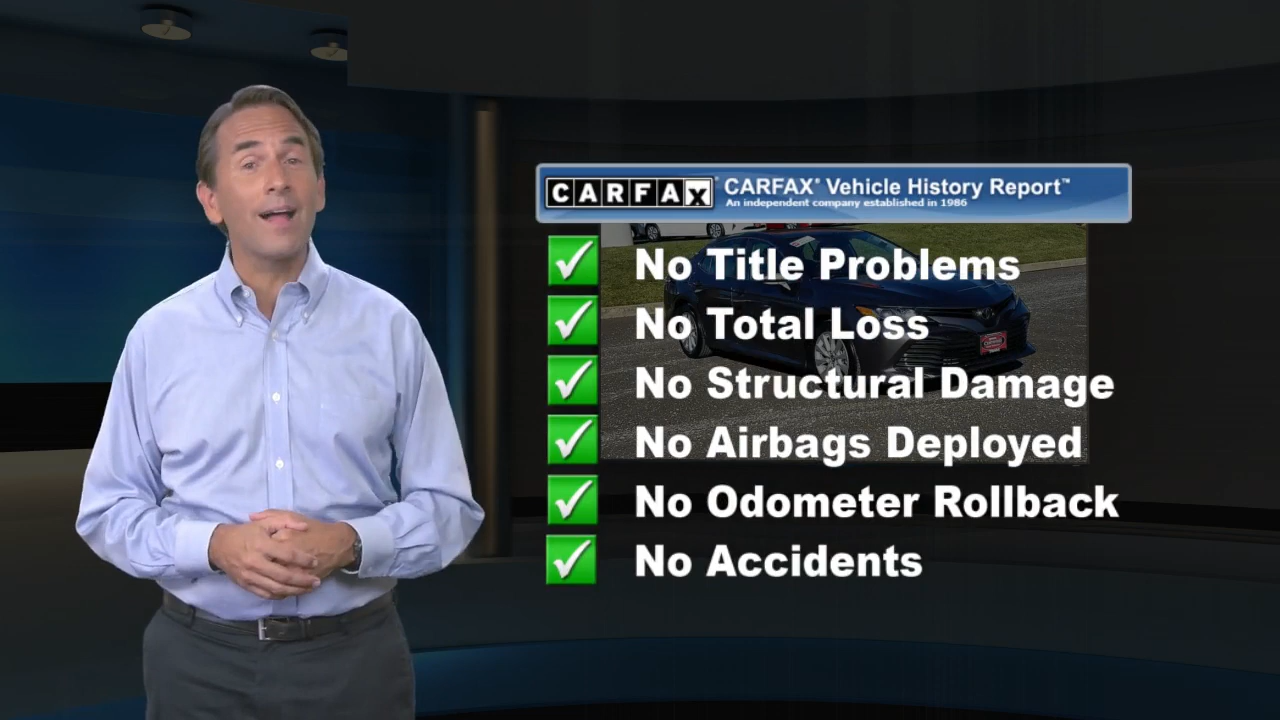 CARFAX
CARFAX® Vehicle History Report™
An independent company established in 1986
No Title Problems
No Total Loss
No Structural Damage
No Airbags Deployed
No Odometer Rollback
No Accidents